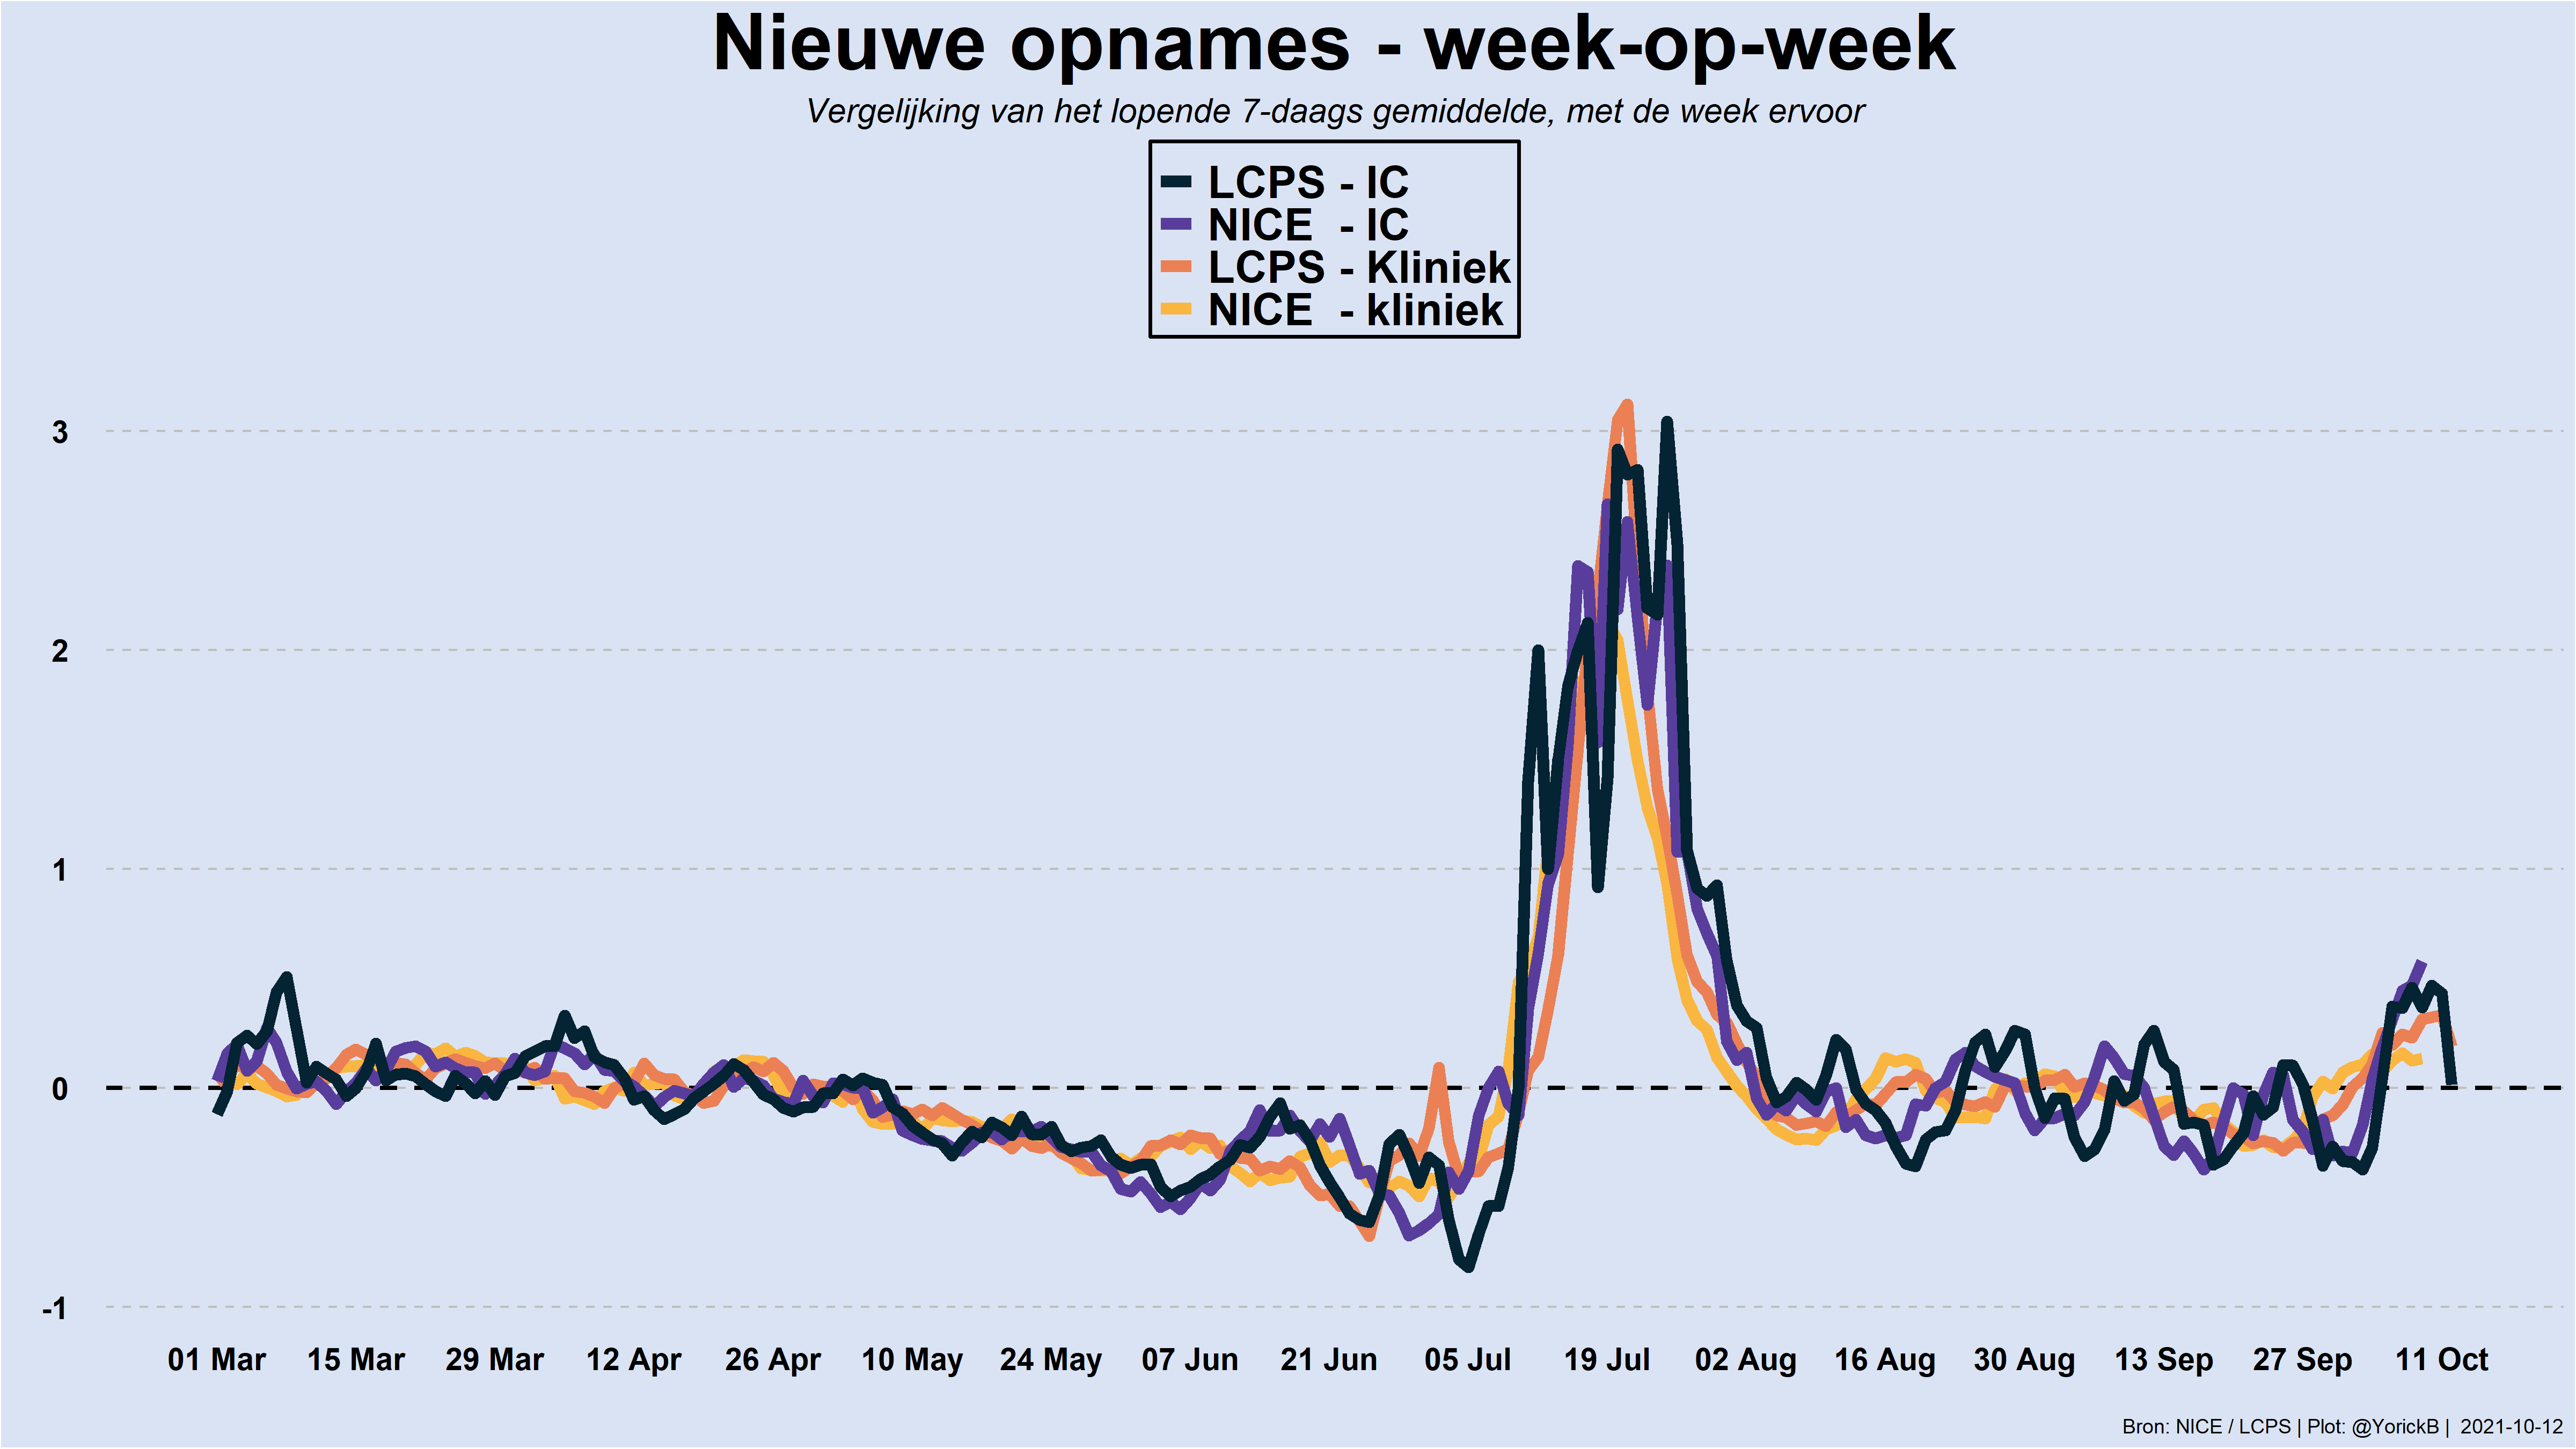 Nieuwe opnames - week-op-week
Vergelijking van het lopende 7-daags gemiddelde, met de week ervoor
LCPS - IC
NICE - IC
LCPS - Kliniek
NICE - kliniek
3
2
1
0
-1
01 Mar 15 Mar 29 Mar 12 Apr 26 Apr 10 May 24 May 07 Jun 21 Jun 05 Jul 19 Jul 02 Aug 16 Aug 30 Aug 13 Sep 27 Sep 11 Oct
Bron: NICE / LCPS | Plot: @YorickB | 2021-10-12